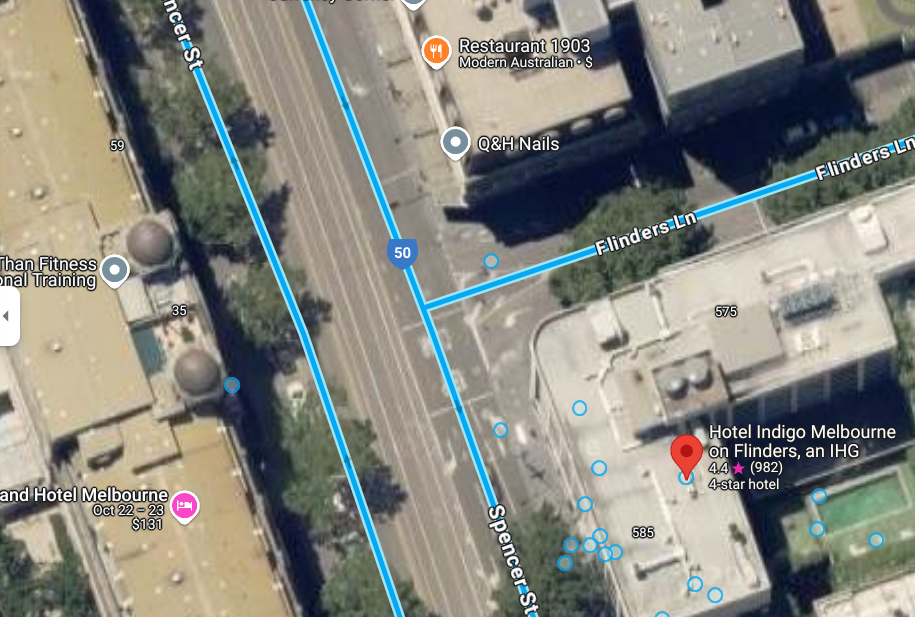 ncer St
Restaurant 1903
Modern Australian • $
59
Q&H Nails
Flinders Ln
Flinders Ln
50
Than Fitness
onal Training
35
575
Hotel Indigo Melbourne
on Flinders, an IHG
4.4 ★ (982)
4-star hotel
and Hotel Melbourne
Oct 22 – 23
$131
585
Spencer St